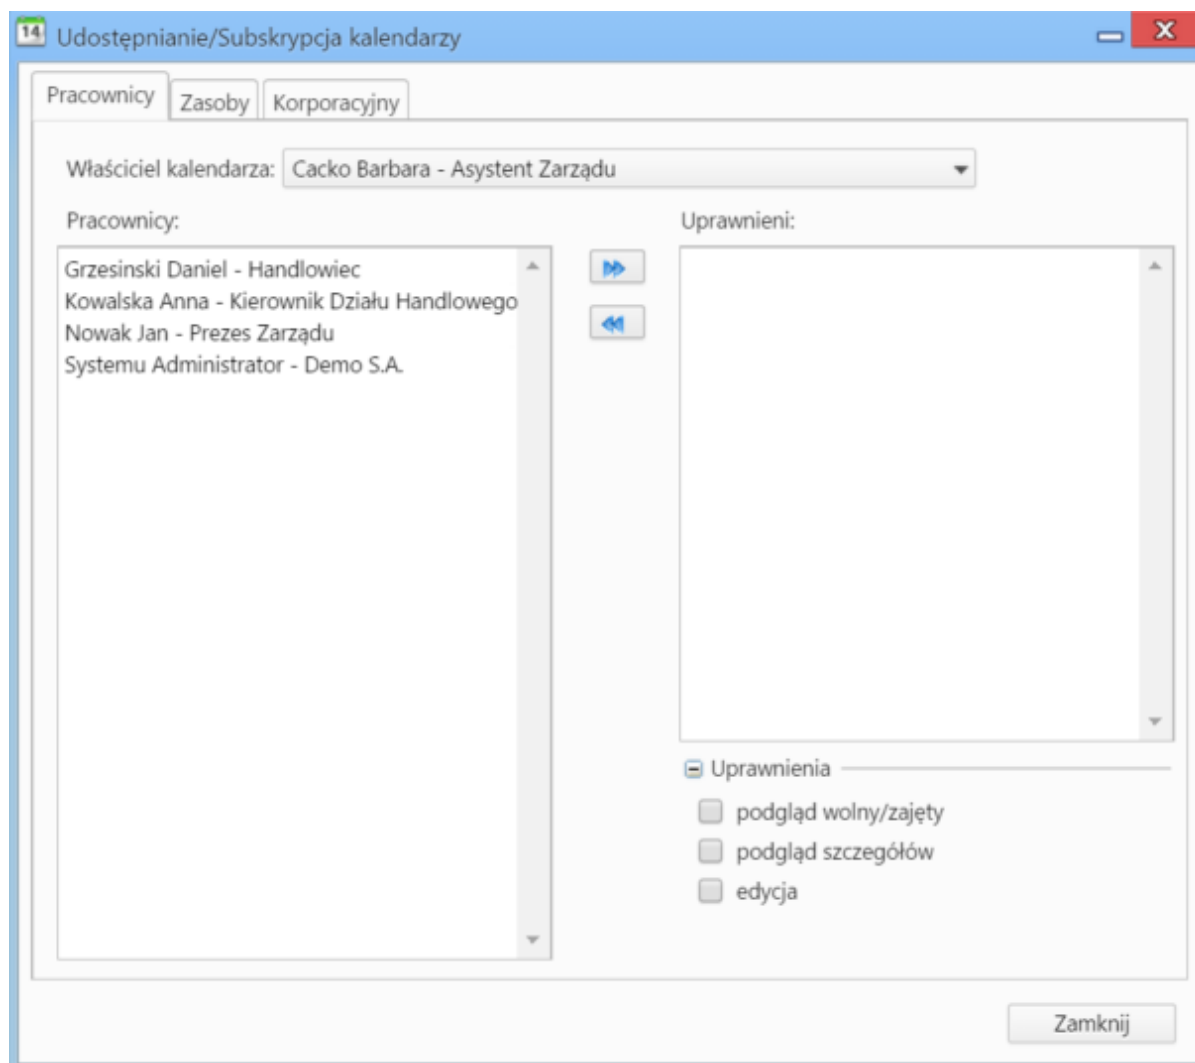 14 Udostępnianie/Subskrypcja kalendarzy
Pracownicy Zasoby Korporacyjny
Właściciel kalendarza: Cacko Barbara - Asystent Zarządu
Pracownicy:
Grzesinski Daniel - Handlowiec
Kowalska Anna - Kierownik Działu Handlowego
Nowak Jan - Prezes Zarządu
Systemu Administrator - Demo S.A.
Uprawnieni:
Uprawnienia
podgląd wolny/zajęty
podgląd szczegółów
edycja
Zamknij